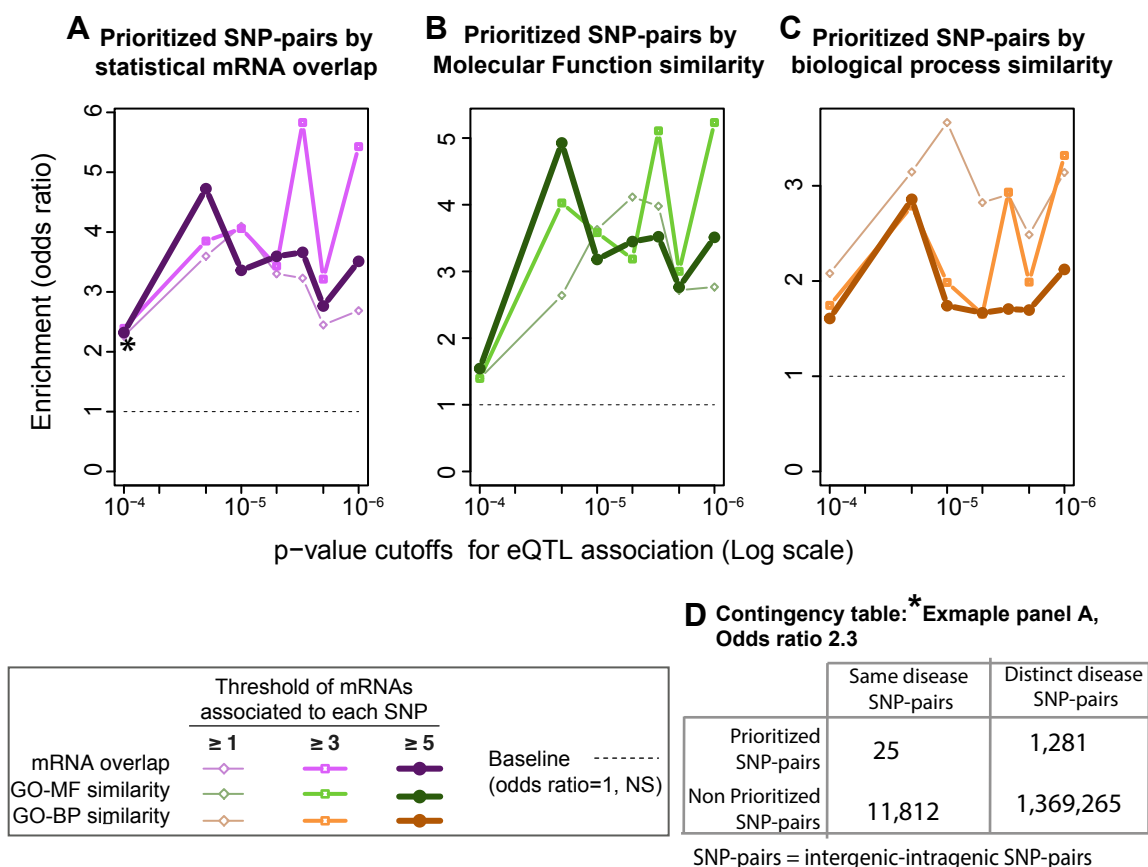 A Prioritized SNP-pairs by
statistical mRNA overlap
B Prioritized SNP-pairs by
Molecular Function similarity
C Prioritized SNP-pairs by
biological process similarity
Enrichment (odds ratio)
6
5
4
3
2
1
0
*
10−4 10−5 10−6
5
4
3
2
1
0
10−4 10−5 10−6
3
2
1
0
10−4 10−5 10−6
p−value cutoffs for eQTL association (Log scale)
Threshold of mRNAs
associated to each SNP
≥ 1 ≥ 3 ≥ 5
mRNA overlap
GO-MF similarity
GO-BP similarity
Baseline
(odds ratio=1, NS)
D Contingency table:*Exmaple panel A,
Odds ratio 2.3
Same disease
SNP-pairs
Distinct disease
SNP-pairs
Prioritized
SNP-pairs
25
1,281
Non Prioritized
SNP-pairs
11,812
1,369,265
SNP-pairs = intergenic-intragenic SNP-pairs